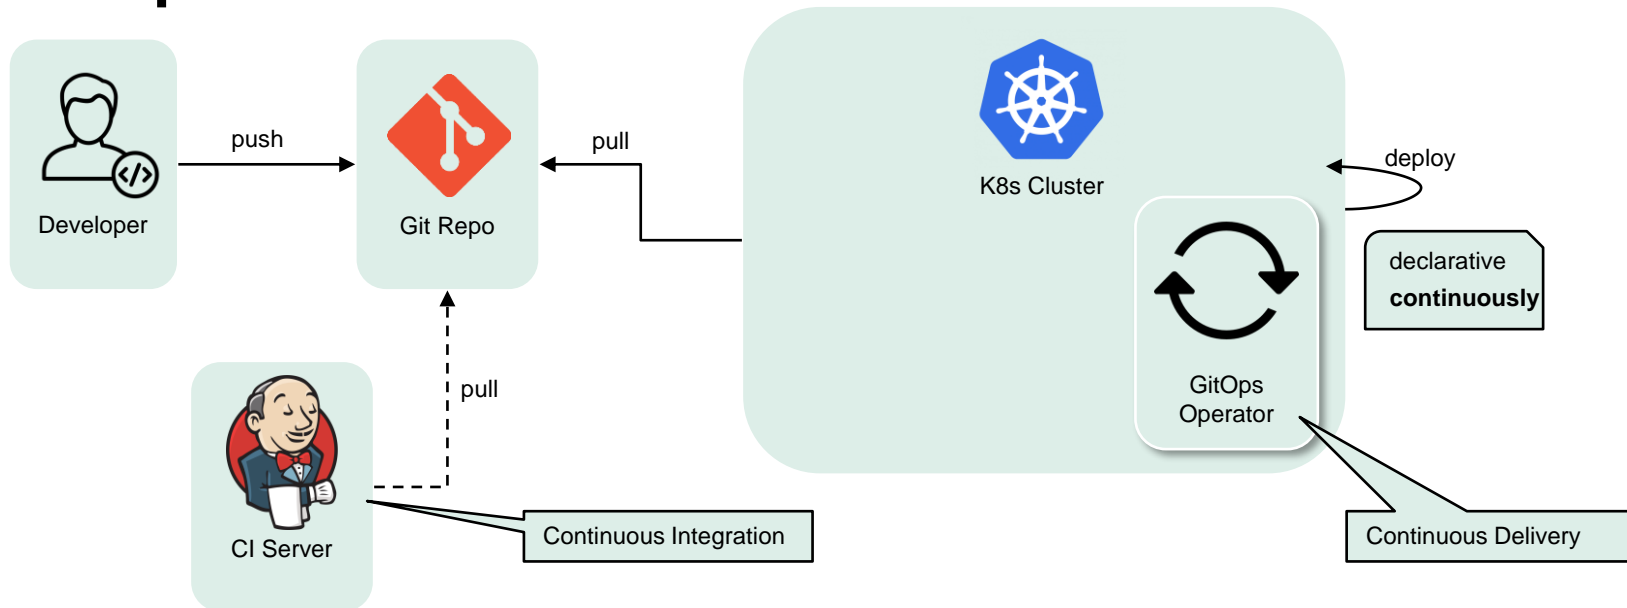 push
pull
K8s Cluster
deploy
Developer
Git Repo
declarative
continuously
pull
GitOps
Operator
CI Server
Continuous Integration
Continuous Delivery